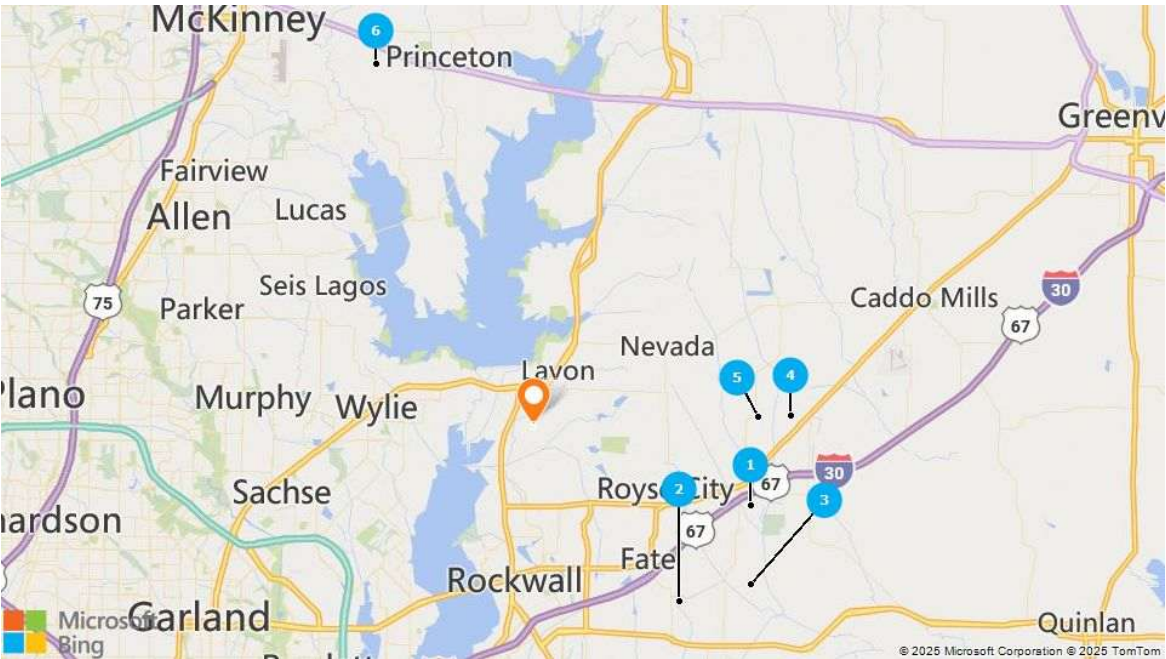 McKinney
6
Princeton
Greenv
Fairview
Allen
Lucas
Seis Lagos
75
Parker
Caddo Mills
30
67
Nevada
Lavon
5
4
Plano
Murphy
Wylie
1
30
67
Sachse
2
Royse City
3
hardson
67
Fate
Rockwall
Garland
Microsoft
Bing
Quinlan
© 2025 Microsoft Corporation © 2025 TomTom